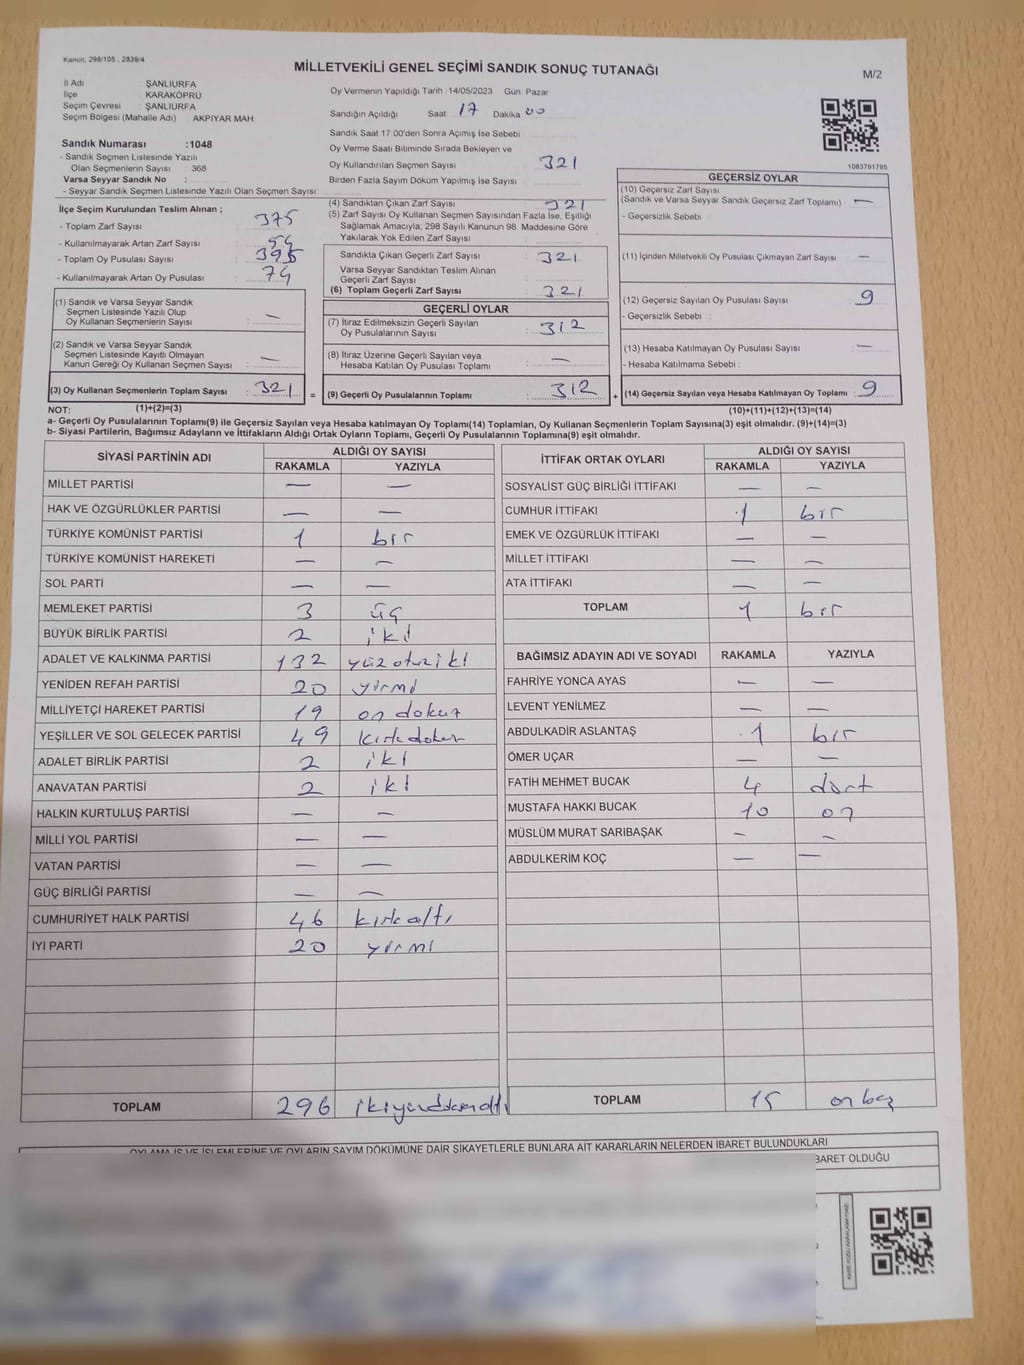 Kanun, 298/105 , 2839/4
MİLLETVEKİLİ GENEL SEÇİMİ SANDIK SONUÇ TUTANAĞI
M/2
İl Adı ŞANLIURFA
İlçe KARAKÖPRÜ
Seçim Çevresi : ŞANLIURFA
Seçim Bölgesi (Mahalle Adı) AKPIYAR MAH
Sandık Numarası :1048
- Sandık Seçmen Listesinde Yazılı
Olan Seçmenlerin Sayısı 368
Varsa Seyyar Sandık No :
- Seyyar Sandık Seçmen Listesinde Yazılı Olan Seçmen Sayısı:
Oy Vermenin Yapıldığı Tarih :14/05/2023 Gün: Pazar
Sandığın Açıldığı Saat 17 Dakika 00
Sandık Saat 17:00'den Sonra Açımış İse Sebebi
Oy Verme Saati Bitiminde Sırada Bekleyen ve
Oy Kullandırılan Seçmen Sayısı : 321
Birden Fazla Sayım Döküm Yapılmış İse Sayısı
1083791795
İlçe Seçim Kurulundan Teslim Alınan ;
- Toplam Zarf Sayısı : 375
- Kullanılmayarak Artan Zarf Sayısı : 54
- Toplam Oy Pusulası Sayısı : 395
- Kullanılmayarak Artan Oy Pusulası : 74
(4) Sandıktan Çıkan Zarf Sayısı : 321
(5) Zarf Sayısı Oy Kullanan Seçmen Sayısından Fazla İse, Eşitliği
Sağlamak Amacıyla, 298 Sayılı Kanunun 98. Maddesine Göre
Yakılarak Yok Edilen Zarf Sayısı :
Sandıkta Çıkan Geçerli Zarf Sayısı : 321
Varsa Seyyar Sandıktan Teslim Alınan
Geçerli Zarf Sayısı :
(6) Toplam Geçerli Zarf Sayısı : 321
GEÇERSİZ OYLAR
(10) Geçersiz Zarf Sayısı
(Sandık ve Varsa Seyyar Sandık Geçersiz Zarf Toplamı) : —
- Geçersizlik Sebebi :
(11) İçinden Milletvekili Oy Pusulası Çıkmayan Zarf Sayısı : —
(12) Geçersiz Sayılan Oy Pusulası Sayısı : 9
- Geçersizlik Sebebi :
(13) Hesaba Katılmayan Oy Pusulası Sayısı : —
- Hesaba Katılmama Sebebi :
(14) Geçersiz Sayılan veya Hesaba Katılmayan Oy Toplamı : 9
(10)+(11)+(12)+(13)=(14)
(1) Sandık ve Varsa Seyyar Sandık
Seçmen Listesinde Yazılı Olup
Oy Kullanan Seçmenlerin Sayısı : —
(2) Sandık ve Varsa Seyyar Sandık
Seçmen Listesinde Kayıtlı Olmayan
Kanun Gereği Oy Kullanan Seçmen Sayısı : —
(3) Oy Kullanan Seçmenlerin Toplam Sayısı : 321 =
GEÇERLİ OYLAR
(7) İtiraz Edilmeksizin Geçerli Sayılan
Oy Pusulalarının Sayısı : 312
(8) İtiraz Üzerine Geçerli Sayılan veya
Hesaba Katılan Oy Pusulası Toplamı : —
(9) Geçerli Oy Pusulalarının Toplamı : 312 +
NOT: (1)+(2)=(3)
a- Geçerli Oy Pusulalarının Toplamı(9) ile Geçersiz Sayılan veya Hesaba katılmayan Oy Toplamı(14) Toplamları, Oy Kullanan Seçmenlerin Toplam Sayısına(3) eşit olmalıdır. (9)+(14)=(3)
b- Siyasi Partilerin, Bağımsız Adayların ve İttifakların Aldığı Ortak Oyların Toplamı, Geçerli Oy Pusulalarının Toplamına(9) eşit olmalıdır.
SİYASİ PARTİNİN ADI ALDIĞI OY SAYISI
RAKAMLA YAZIYLA
MİLLET PARTİSİ — —
HAK VE ÖZGÜRLÜKLER PARTİSİ — —
TÜRKİYE KOMÜNİST PARTİSİ 1 bir
TÜRKİYE KOMÜNİST HAREKETİ — —
SOL PARTİ — —
MEMLEKET PARTİSİ 3 üç
BÜYÜK BİRLİK PARTİSİ 2 iki
ADALET VE KALKINMA PARTİSİ 132 yüzotuziki
YENİDEN REFAH PARTİSİ 20 yirmi
MİLLİYETÇİ HAREKET PARTİSİ 19 on dokuz
YEŞİLLER VE SOL GELECEK PARTİSİ 49 kırkdokuz
ADALET BİRLİK PARTİSİ 2 iki
ANAVATAN PARTİSİ 2 iki
HALKIN KURTULUŞ PARTİSİ — —
MİLLİ YOL PARTİSİ — —
VATAN PARTİSİ — —
GÜÇ BİRLİĞİ PARTİSİ — —
CUMHURİYET HALK PARTİSİ 46 kırkaltı
İYİ PARTİ 20 yirmi
TOPLAM 296 ikiyüzdoksanaltı
İTTİFAK ORTAK OYLARI ALDIĞI OY SAYISI
RAKAMLA YAZIYLA
SOSYALİST GÜÇ BİRLİĞİ İTTİFAKI — —
CUMHUR İTTİFAKI 1 bir
EMEK VE ÖZGÜRLÜK İTTİFAKI — —
MİLLET İTTİFAKI — —
ATA İTTİFAKI — —
TOPLAM 1 bir
BAĞIMSIZ ADAYIN ADI VE SOYADI RAKAMLA YAZIYLA
FAHRİYE YONCA AYAS — —
LEVENT YENİLMEZ — —
ABDULKADİR ASLANTAŞ 1 bir
ÖMER UÇAR — —
FATİH MEHMET BUCAK 4 dört
MUSTAFA HAKKI BUCAK 10 on
MÜSLÜM MURAT SARIBAŞAK — —
ABDULKERİM KOÇ — —
TOPLAM 15 onbeş
OYLAMA İŞ VE İŞLEMLERİNE VE OYLARIN SAYIM DÖKÜMÜNE DAİR ŞİKAYETLERLE BUNLARA AİT KARARLARIN NELERDEN İBARET BULUNDUKLARI
BARET OLDUĞU